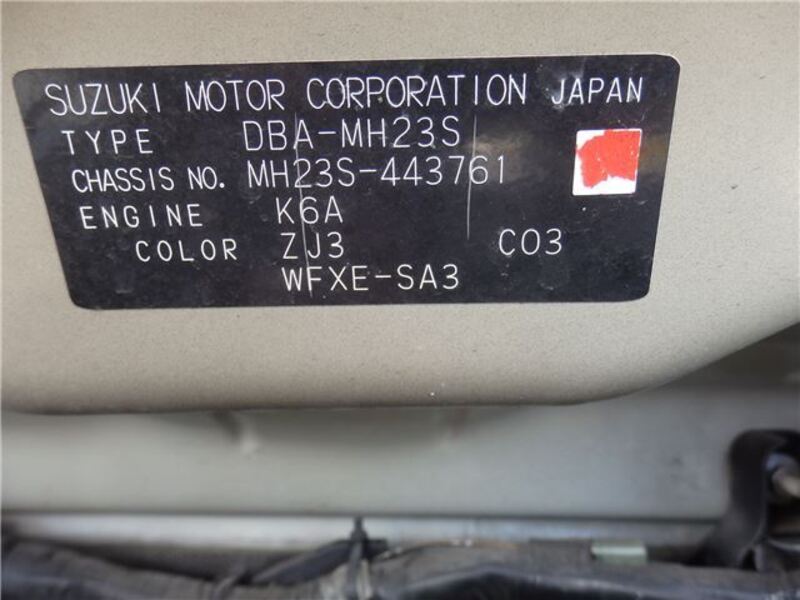 SUZUKI MOTOR CORPORATION JAPAN
TYPE DBA-MH23S
CHASSIS NO. MH23S-443761
ENGINE K6A
COLOR ZJ3 C03
WFXE-SA3